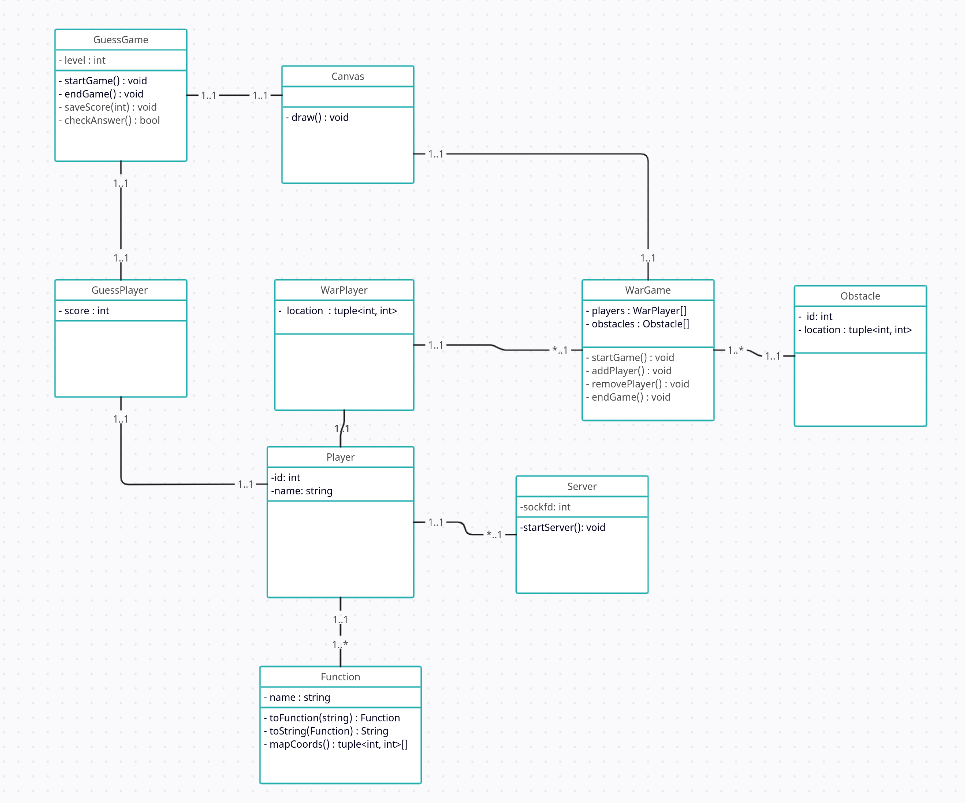 GuessGame
- level : int
- startGame() : void
- endGame() : void
- saveScore(int) : void
- checkAnswer() : bool
1..1
1..1
Canvas
- draw() : void
1..1
1..1
1..1
1..1
GuessPlayer
- score : int
WarPlayer
- location : tuple<int, int>
WarGame
- players : WarPlayer[]
- obstacles : Obstacle[]
- startGame() : void
- addPlayer() : void
- removePlayer() : void
- endGame() : void
Obstacle
- id: int
- location : tuple<int, int>
1..1
*..1
1..*
1..1
1..1
1..1
1..1
Player
-id: int
-name: string
Server
-sockfd: int
-startServer(): void
1..1
*..1
1..1
1..*
Function
- name : string
- toFunction(string) : Function
- toString(Function) : String
- mapCoords() : tuple<int, int>[]